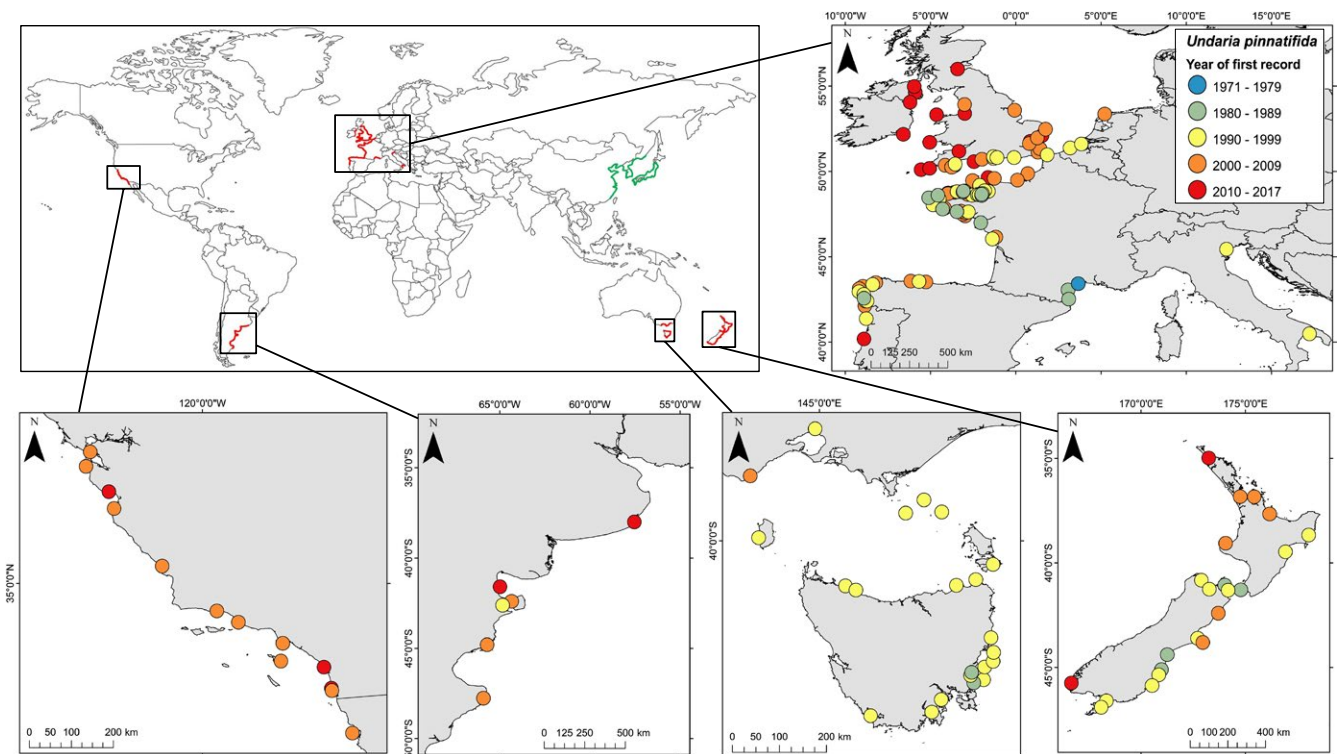 10°0'0"W 5°0'0"W 0°0'0"E 5°0'0"E 10°0'0"E 15°0'0"E
N
55°0'0"N
50°0'0"N
45°0'0"N
40°0'0"N
Undaria pinnatifida
Year of first record
1971 - 1979
1980 - 1989
1990 - 1999
2000 - 2009
2010 - 2017
0 125 250 500 km
120°0'0"W
N
35°0'0"N
0 50 100 200 km
65°0'0"W 60°0'0"W 55°0'0"W
N
35°0'0"S
40°0'0"S
45°0'0"S
50°0'0"S
0 125 250 500 km
145°0'0"E
N
40°0'0"S
0 50 100 200 km
170°0'0"E 175°0'0"E
N
35°0'0"S
40°0'0"S
45°0'0"S
0 100 200 400 km